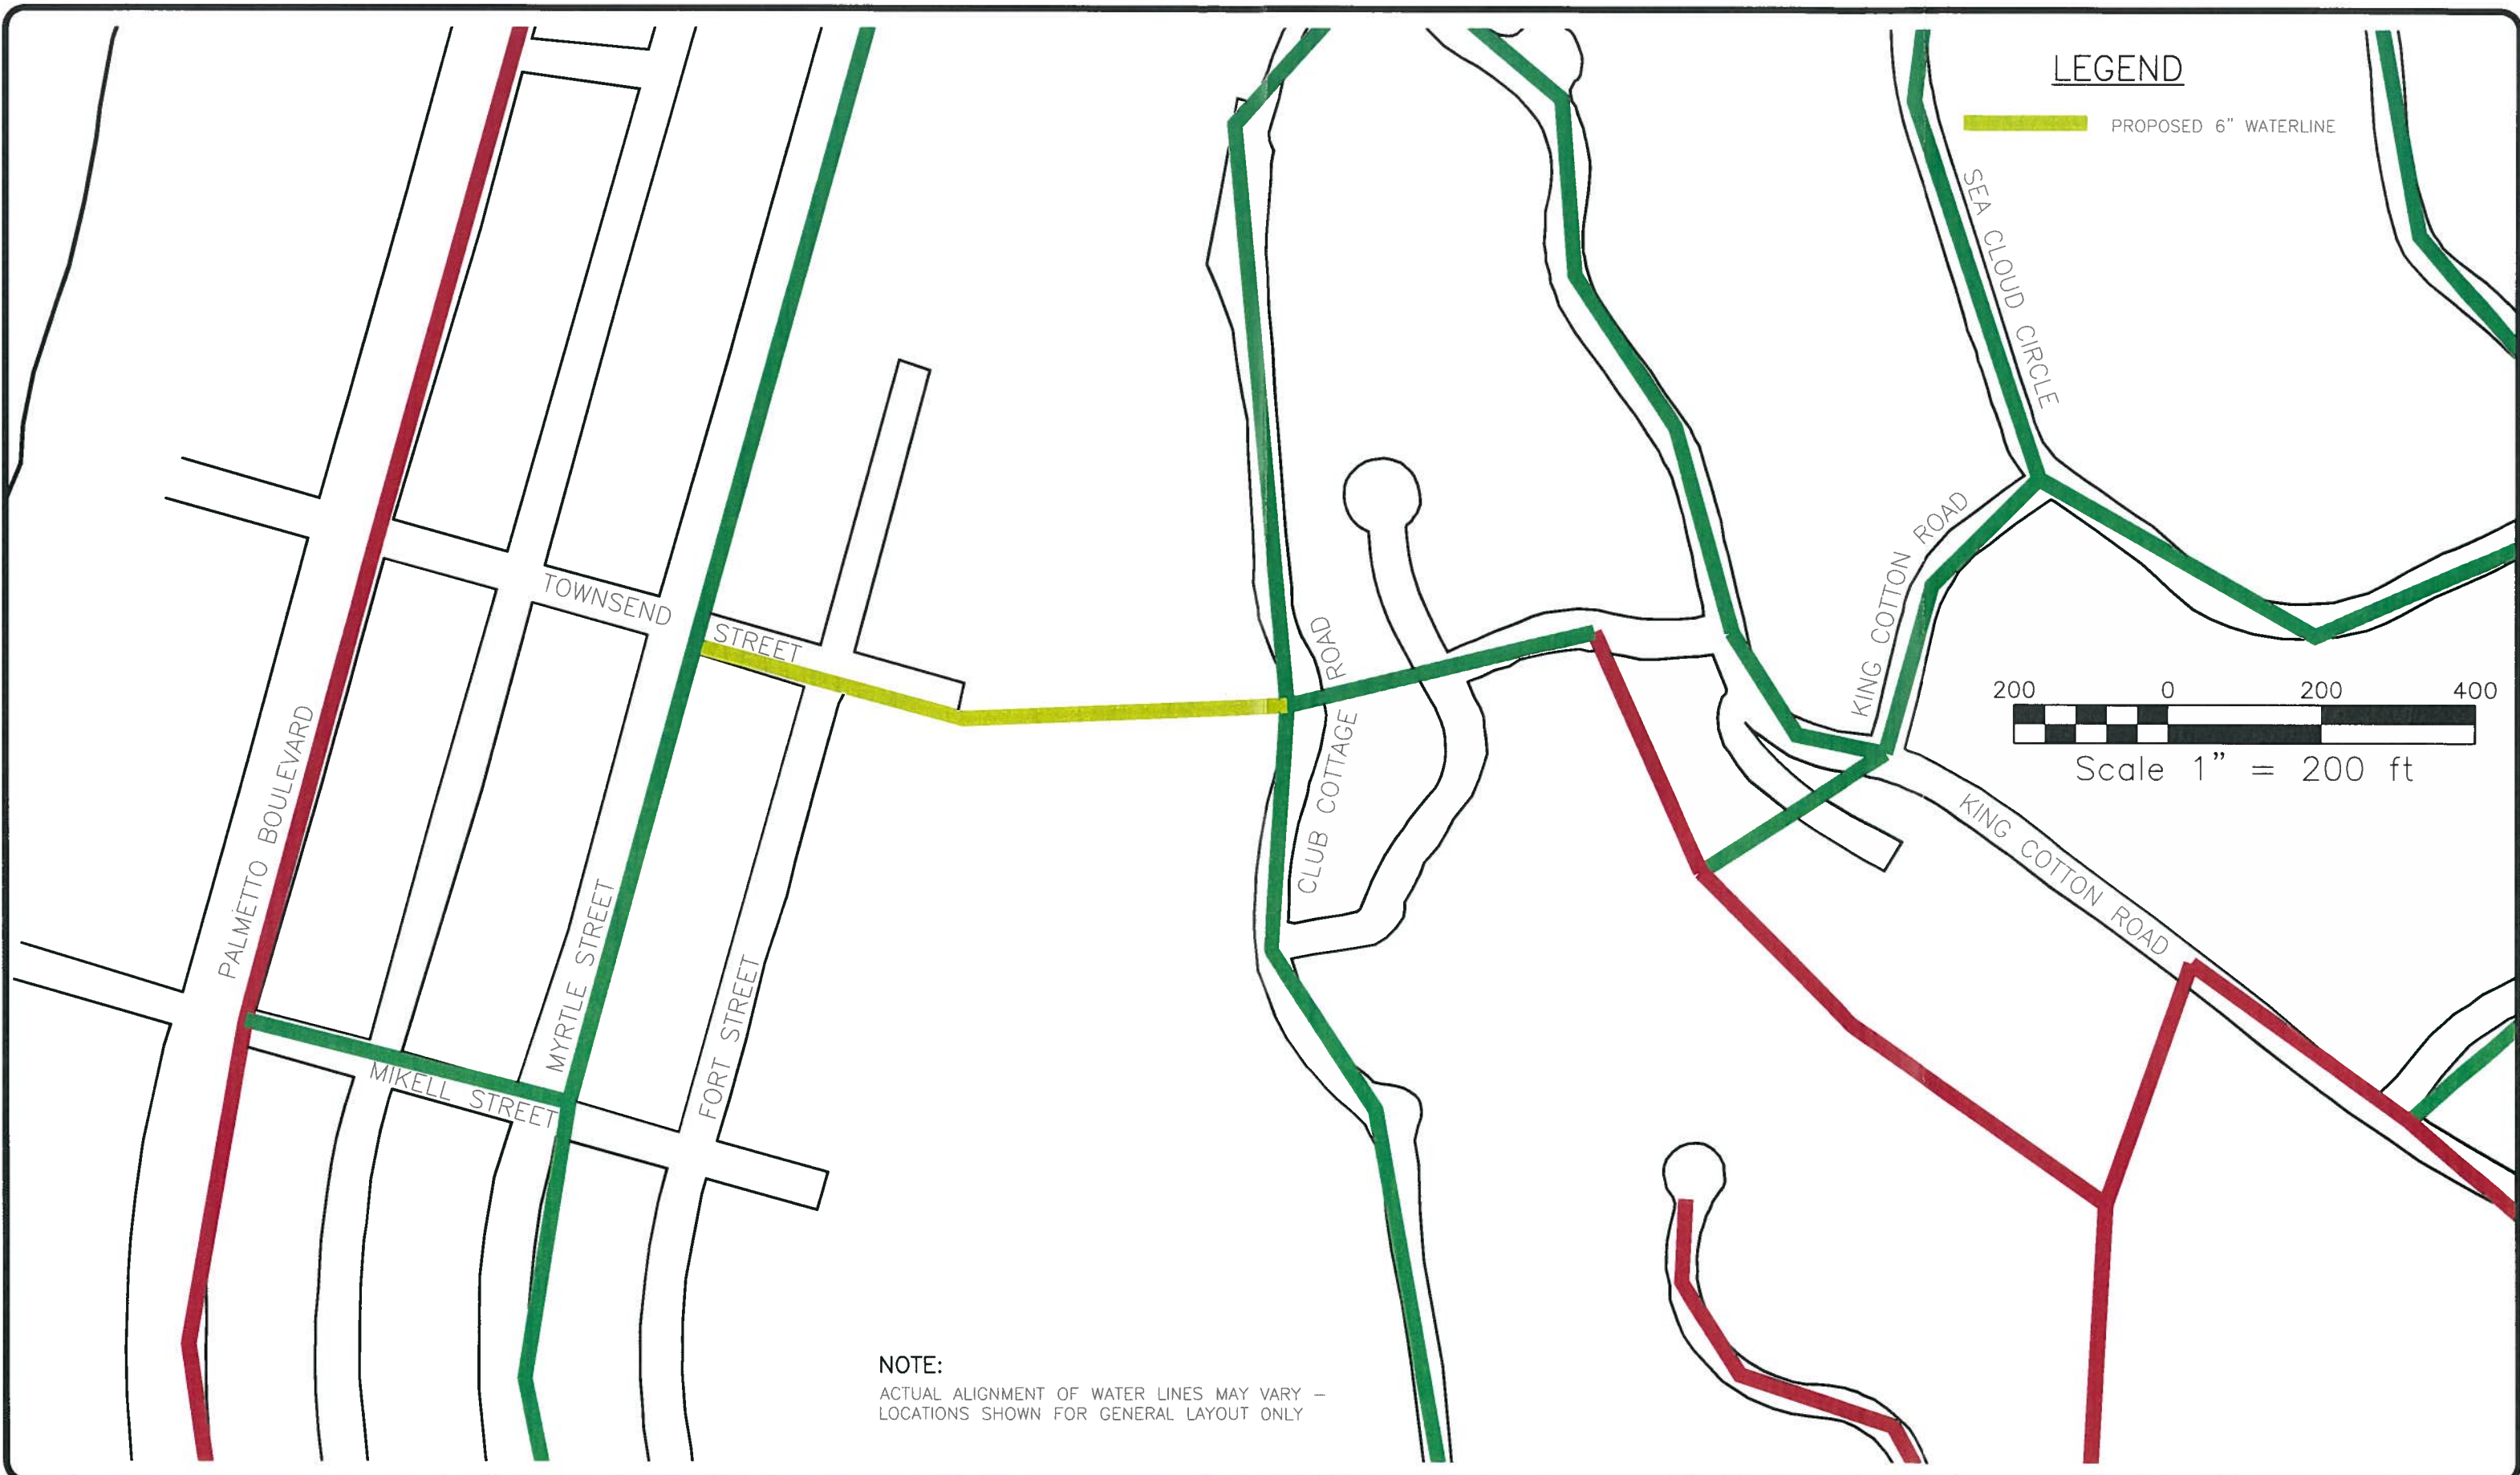 LEGEND
PROPOSED 6" WATERLINE
SEA CLOUD CIRCLE
KING COTTON ROAD
TOWNSEND STREET
CLUB COTTAGE ROAD
200 0 200 400
Scale 1" = 200 ft
PALMETTO BOULEVARD
KING COTTON ROAD
MYRTLE STREET
FORT STREET
MIKELL STREET
NOTE:
ACTUAL ALIGNMENT OF WATER LINES MAY VARY –
LOCATIONS SHOWN FOR GENERAL LAYOUT ONLY